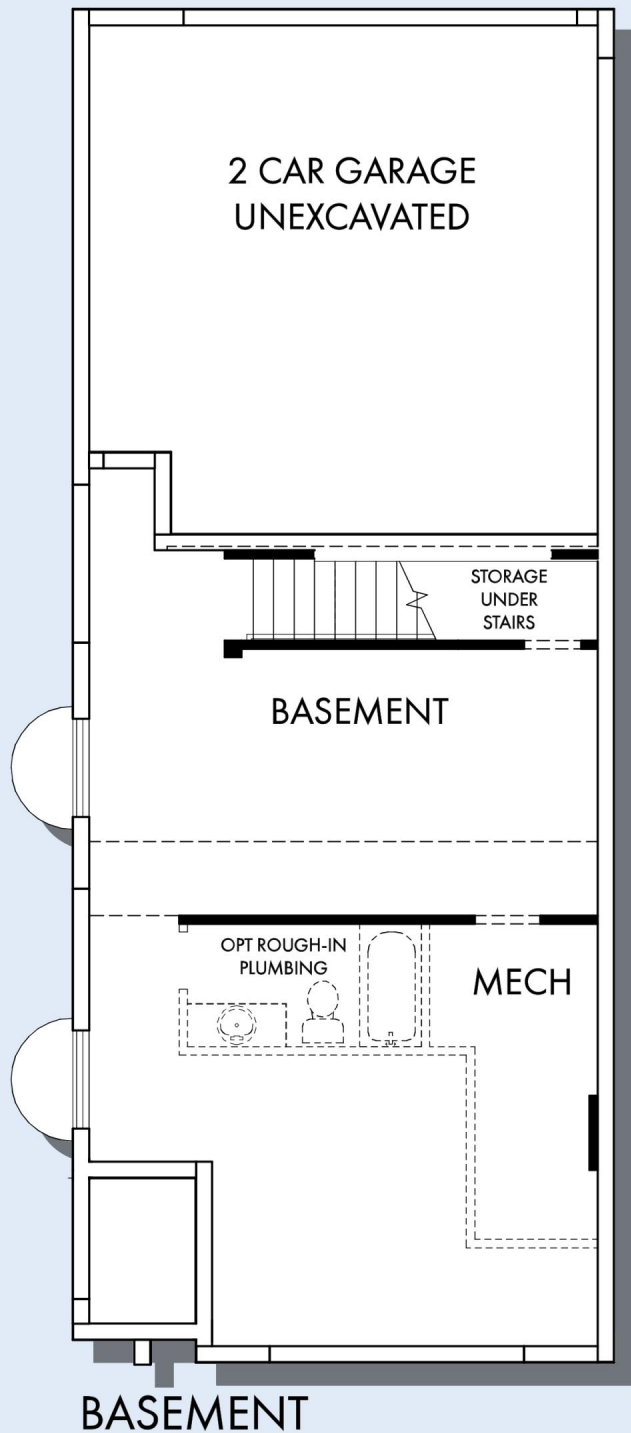 2 CAR GARAGE
UNEXCAVATED
STORAGE
UNDER
STAIRS
BASEMENT
OPT ROUGH-IN
PLUMBING
MECH
BASEMENT